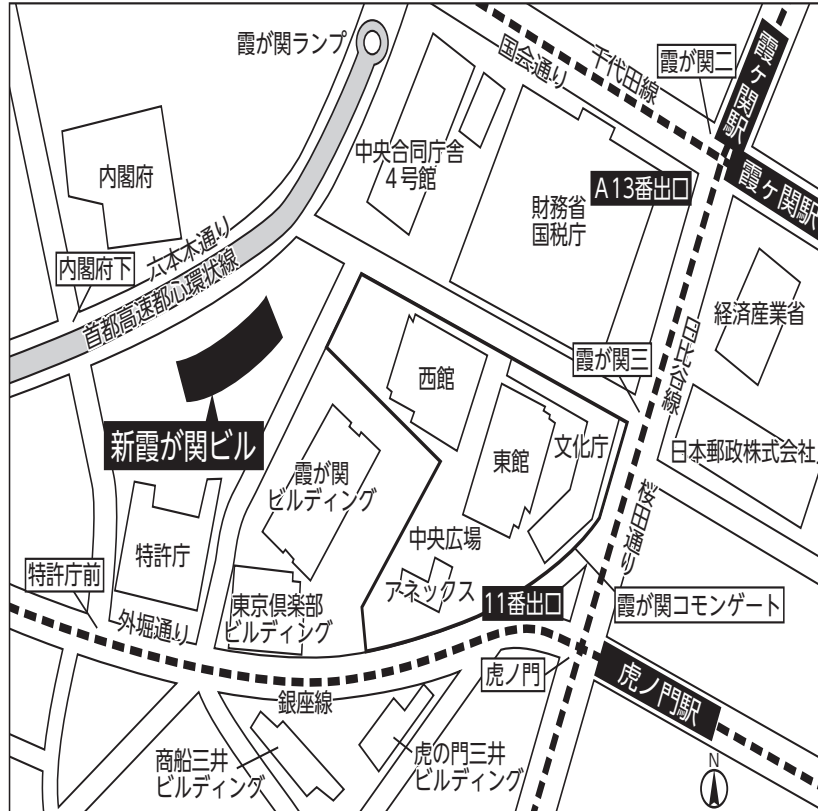 霞が関ランプ
国会通り
千代田線
霞が関二
霞ヶ関駅
中央合同庁舎
4号館
内閣府
財務省
国税庁
A13番出口
霞ヶ関駅
六本木通り
内閣府下
首都高速都心環状線
経済産業省
日比谷線
西館
霞が関三
新霞が関ビル
霞が関
ビルディング
東館
文化庁
日本郵政株式会社
桜田通り
中央広場
特許庁
特許庁前
アネックス
11番出口
東京倶楽部
ビルディング
霞が関コモンゲート
外堀通り
虎ノ門
虎ノ門駅
銀座線
商船三井
ビルディング
虎の門三井
ビルディング
N